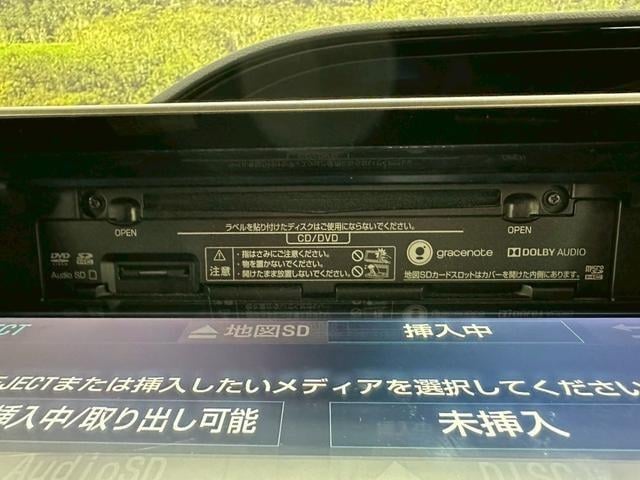 ラベルを貼り付けたディスクはご使用にならないでください。
OPEN
CD/DVD
OPEN
DVD
SD
Audio SD
注意
・指はさみにご注意ください。
・物を置かないでください。
・開けたまま放置しないでください。
gracenote
DOLBY AUDIO
地図SDカードスロットはカバーを開けた内側にあります。
地図SD
挿入中
EJECTまたは挿入したいメディアを選択してください
挿入中/取り出し可能
未挿入
AudioSD
DISC